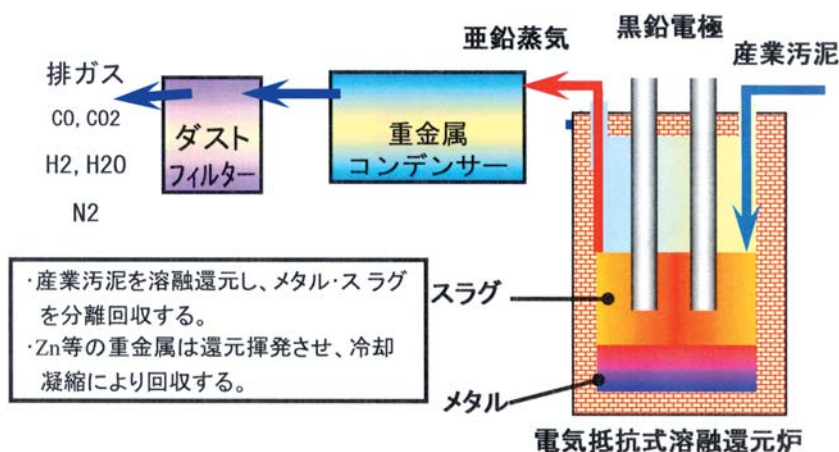 亜鉛蒸気
黒鉛電極
産業汚泥
排ガス
CO, CO2
H2, H2O
N2
ダスト
フィルター
重金属
コンデンサー
・産業汚泥を溶融還元し、メタル・スラグ
を分離回収する。
・Zn等の重金属は還元揮発させ、冷却
凝縮により回収する。
スラグ
メタル
電気抵抗式溶融還元炉